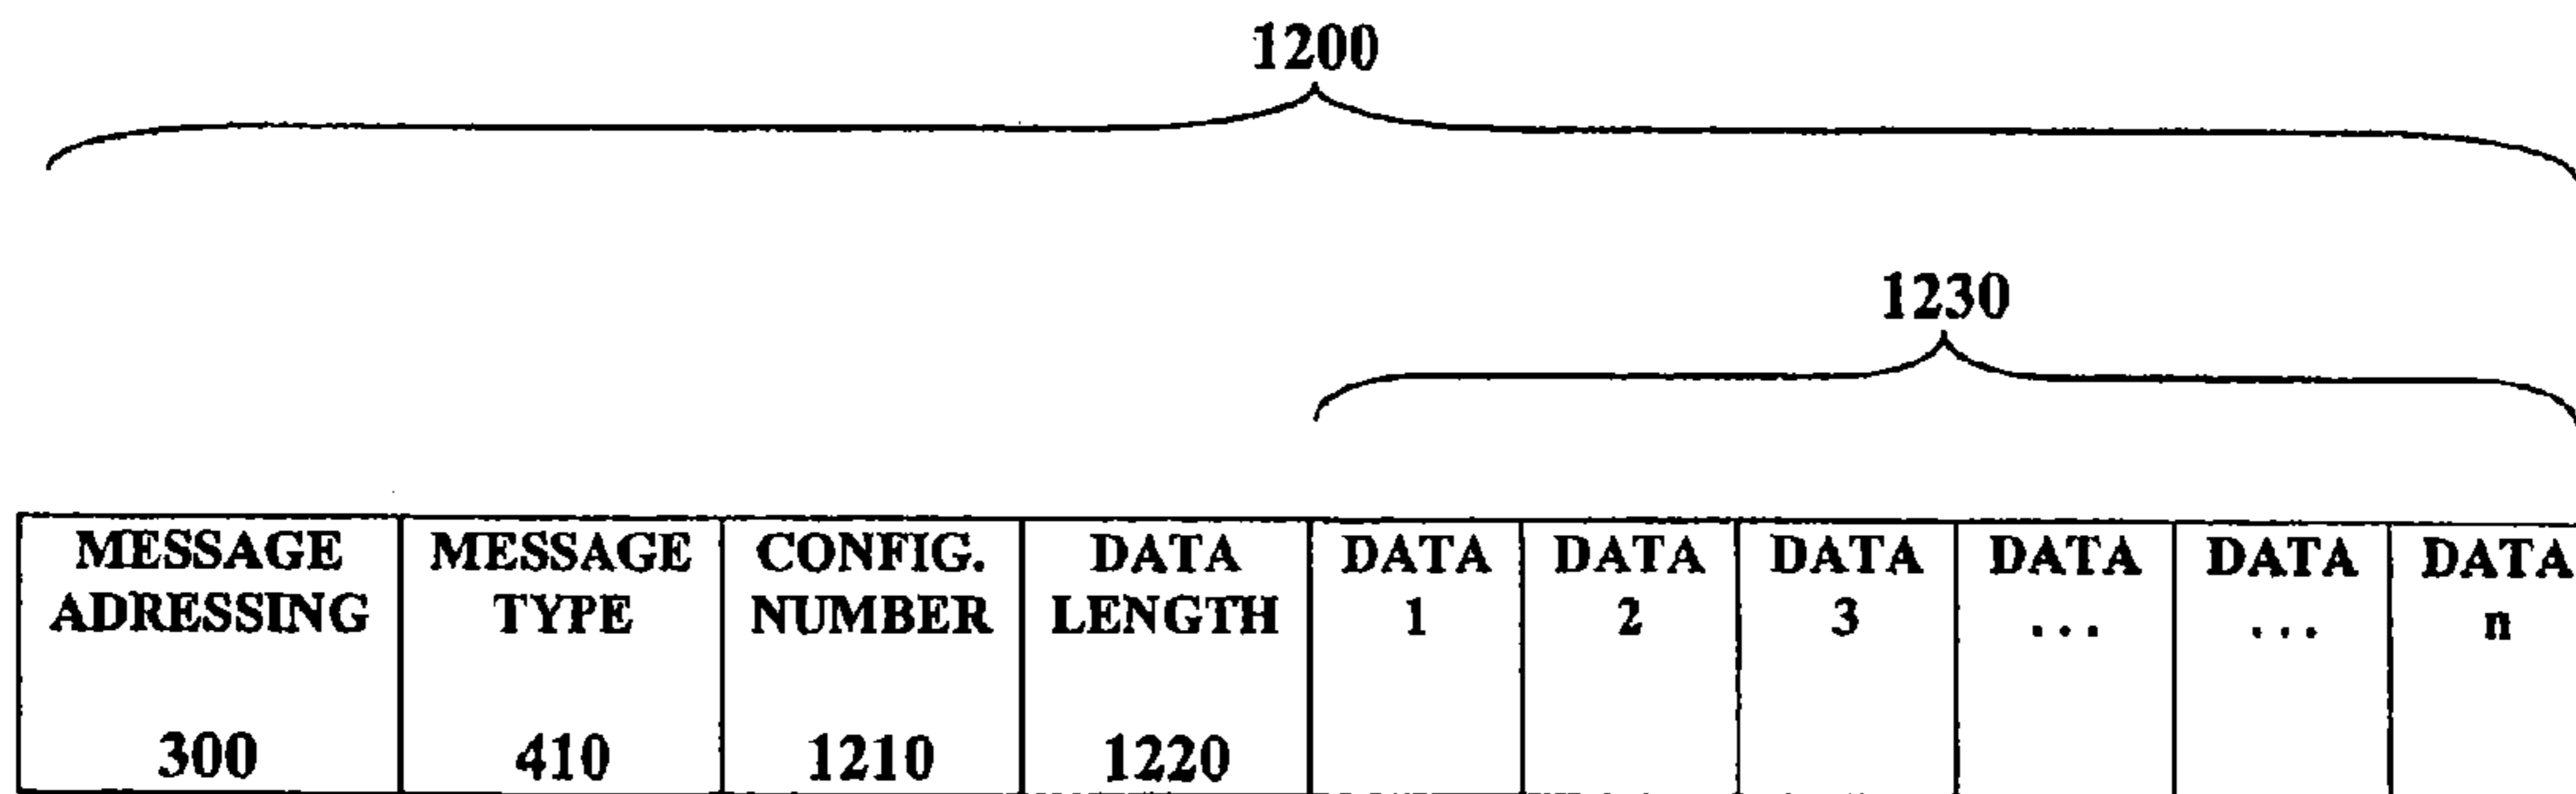 1200
1230
MESSAGE ADRESSING 300
MESSAGE TYPE 410
CONFIG. NUMBER 1210
DATA LENGTH 1220
DATA 1
DATA 2
DATA 3
DATA ...
DATA ...
DATA n